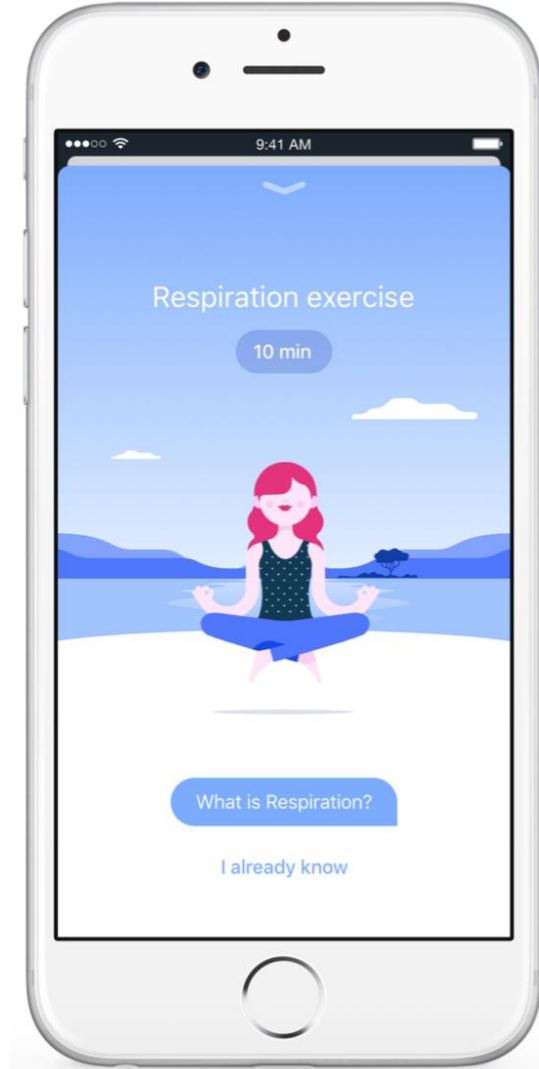 9:41 AM
Respiration exercise
10 min
What is Respiration?
I already know